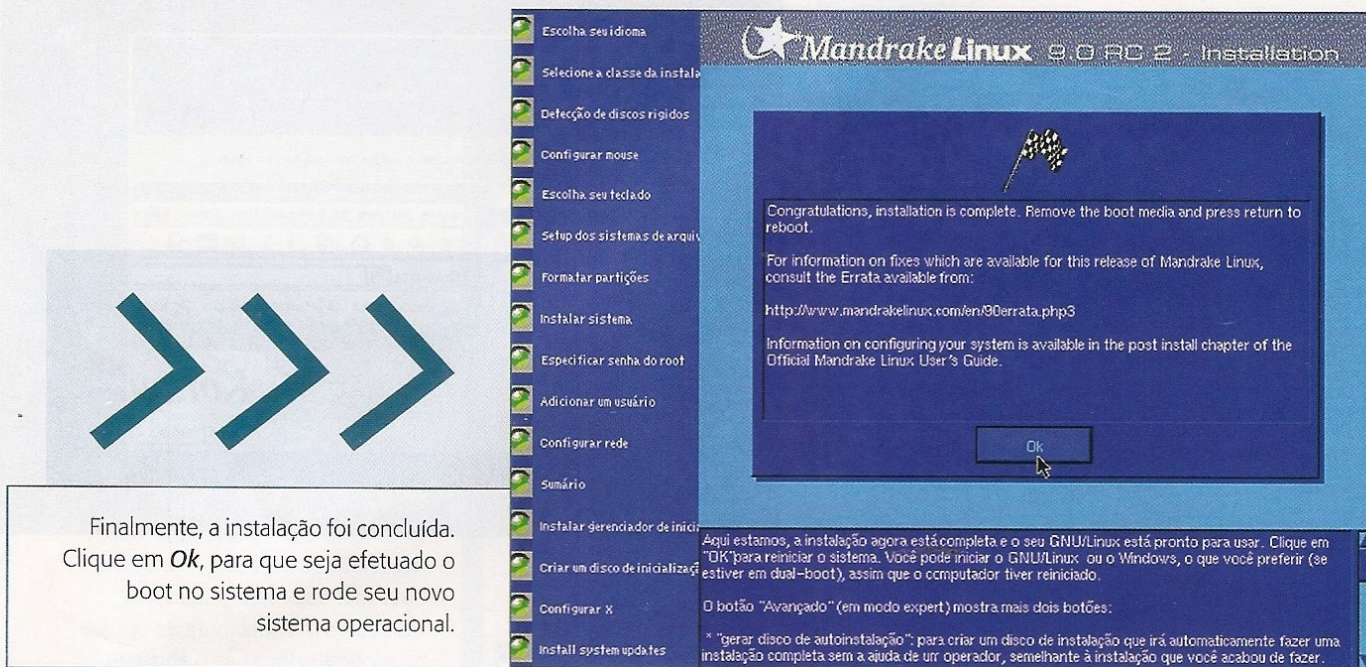 Escolha seu idioma
Selecione a classe da instala
Detecção de discos rígidos
Configurar mouse
Escolha seu teclado
Setup dos sistemas de arquiv
Formatar partições
Instalar sistema
Especificar senha do root
Adicionar um usuário
Configurar rede
Sumário
Instalar gerenciador de inici
Criar um disco de inicializaç
Configurar X
Install system updates
Mandrake Linux 9.0 RC 2 - Installation
Congratulations, installation is complete. Remove the boot media and press return to
reboot.
For information on fixes which are available for this release of Mandrake Linux,
consult the Errata available from:
http://www.mandrakelinux.com/en/90errata.php3
Information on configuring your system is available in the post install chapter of the
Official Mandrake Linux User's Guide.
Ok
Aqui estamos, a instalação agora está completa e o seu GNU/Linux está pronto para usar. Clique em
"OK"para reiniciar o sistema. Você pode iniciar o GNU/Linux ou o Windows, o que você preferir (se
estiver em dual-boot), assim que o computador tiver reiniciado.
O botão "Avançado" (em modo expert) mostra mais dois botões:
* "gerar disco de autoinstalação": para criar um disco de instalação que irá automaticamente fazer uma
instalação completa sem a ajuda de um operador, semelhante à instalação que você acabou de fazer.
Finalmente, a instalação foi concluída.
Clique em Ok, para que seja efetuado o
boot no sistema e rode seu novo
sistema operacional.